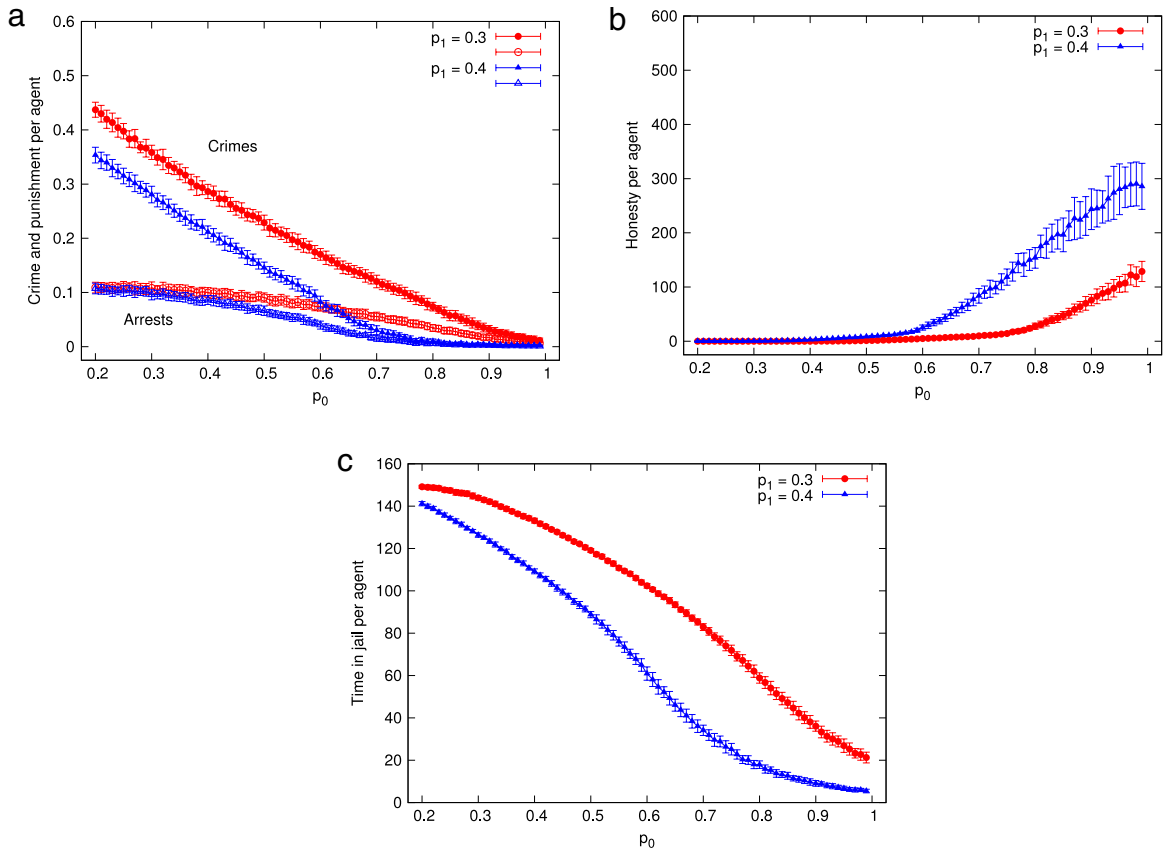 a
Crime and punishment per agent
0.6
0.5
0.4
0.3
0.2
0.1
0
p1 = 0.3
p1 = 0.4
Crimes
Arrests
0.2 0.3 0.4 0.5 0.6 0.7 0.8 0.9 1
p0
b
Honesty per agent
600
500
400
300
200
100
0
p1 = 0.3
p1 = 0.4
0.2 0.3 0.4 0.5 0.6 0.7 0.8 0.9 1
p0
c
Time in jail per agent
160
140
120
100
80
60
40
20
0
p1 = 0.3
p1 = 0.4
0.2 0.3 0.4 0.5 0.6 0.7 0.8 0.9 1
p0